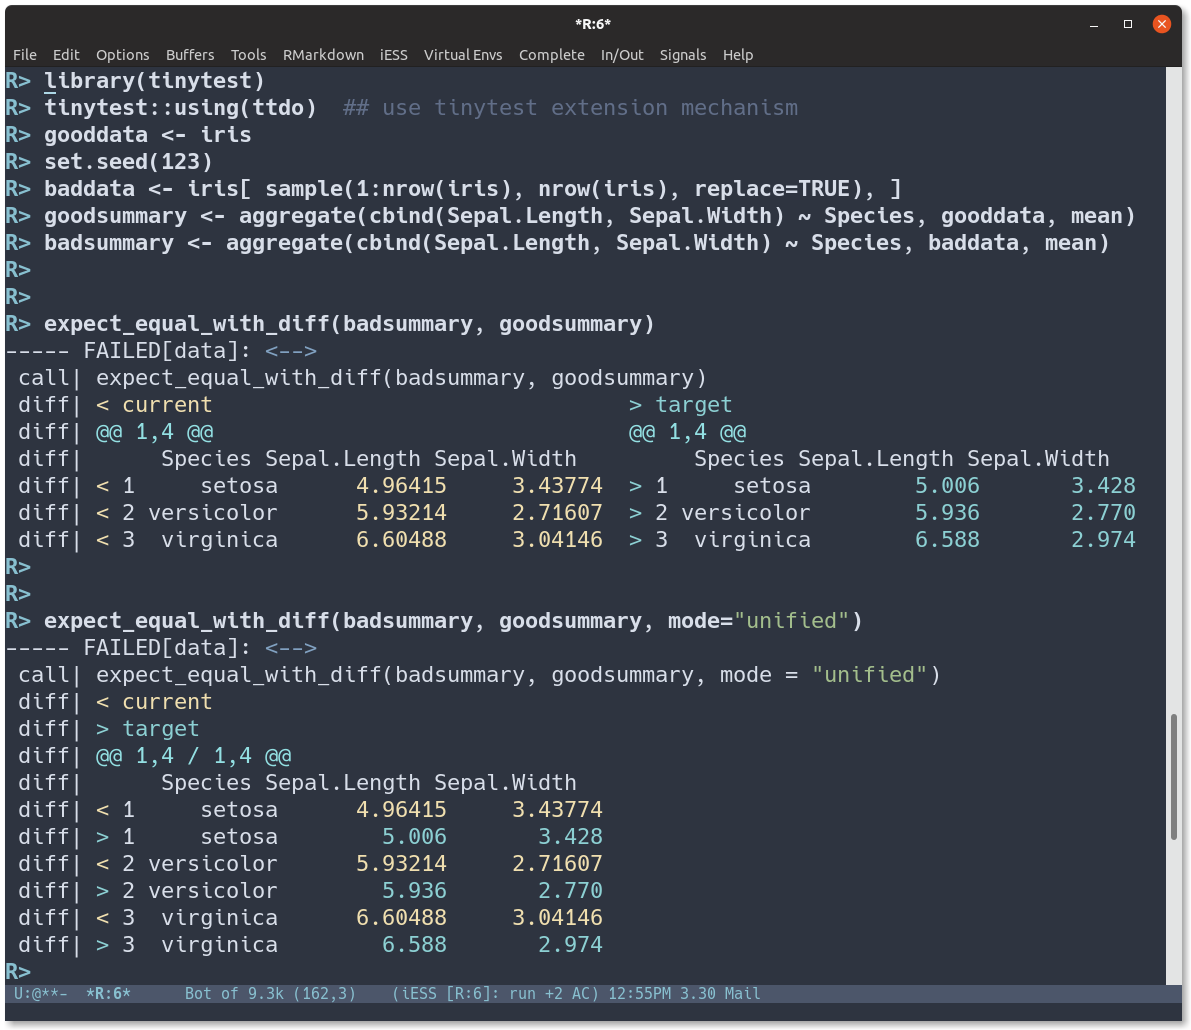 *R:6*
File Edit Options Buffers Tools RMarkdown iESS Virtual Envs Complete In/Out Signals Help
R> library(tinytest)
R> tinytest::using(ttdo)  ## use tinytest extension mechanism
R> gooddata <- iris
R> set.seed(123)
R> baddata <- iris[ sample(1:nrow(iris), nrow(iris), replace=TRUE), ]
R> goodsummary <- aggregate(cbind(Sepal.Length, Sepal.Width) ~ Species, gooddata, mean)
R> badsummary <- aggregate(cbind(Sepal.Length, Sepal.Width) ~ Species, baddata, mean)
R>
R>
R> expect_equal_with_diff(badsummary, goodsummary)
----- FAILED[data]: <-->
 call| expect_equal_with_diff(badsummary, goodsummary)
 diff| < current                                > target
 diff| @@ 1,4 @@                                @@ 1,4 @@
 diff|      Species Sepal.Length Sepal.Width         Species Sepal.Length Sepal.Width
 diff| < 1     setosa      4.96415     3.43774  > 1     setosa        5.006       3.428
 diff| < 2 versicolor      5.93214     2.71607  > 2 versicolor        5.936       2.770
 diff| < 3  virginica      6.60488     3.04146  > 3  virginica        6.588       2.974
R>
R>
R> expect_equal_with_diff(badsummary, goodsummary, mode="unified")
----- FAILED[data]: <-->
 call| expect_equal_with_diff(badsummary, goodsummary, mode = "unified")
 diff| < current
 diff| > target
 diff| @@ 1,4 / 1,4 @@
 diff|      Species Sepal.Length Sepal.Width
 diff| < 1     setosa      4.96415     3.43774
 diff| > 1     setosa        5.006       3.428
 diff| < 2 versicolor      5.93214     2.71607
 diff| > 2 versicolor        5.936       2.770
 diff| < 3  virginica      6.60488     3.04146
 diff| > 3  virginica        6.588       2.974
R>
U:@**-  *R:6*      Bot of 9.3k (162,3)    (iESS [R:6]: run +2 AC) 12:55PM 3.30 Mail